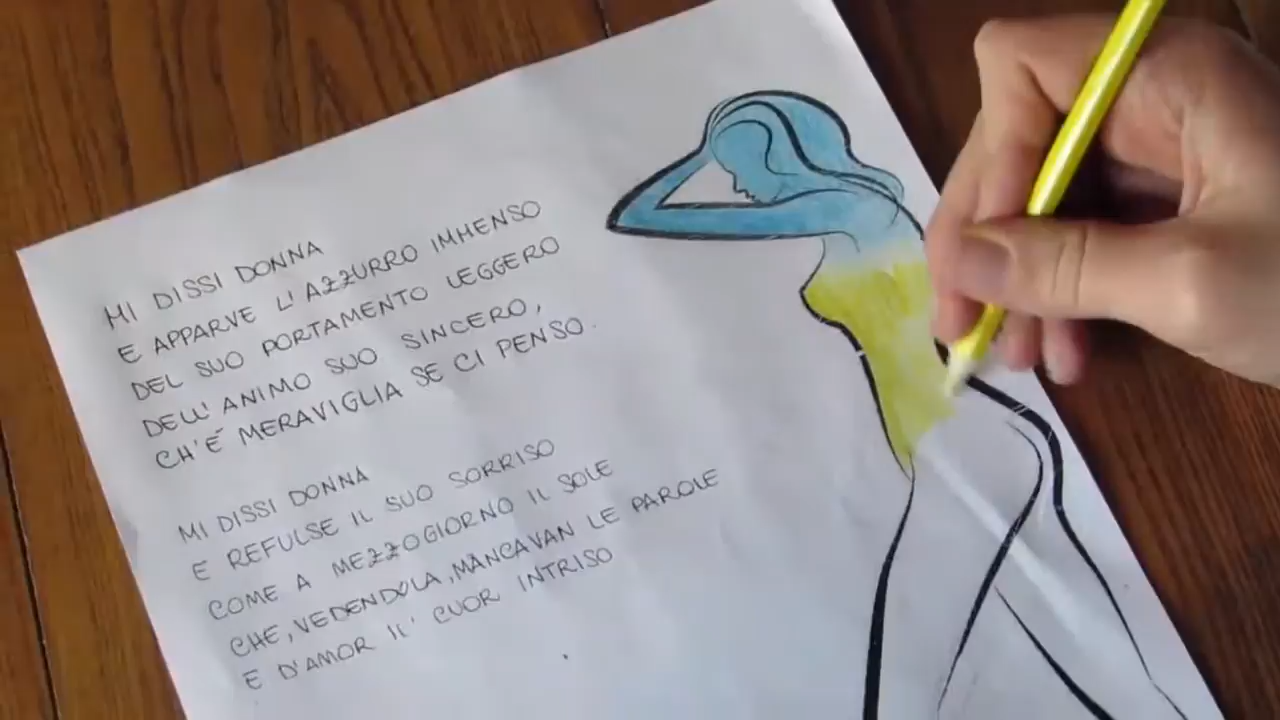 MI DISSI DONNA
E APPARVE L'AZZURRO IMMENSO
DEL SUO PORTAMENTO LEGGERO
DELL'ANIMO SUO SINCERO,
CH'É MERAVIGLIA SE CI PENSO.
MI DISSI DONNA
E REFULSE IL SUO SORRISO
COME A MEZZOGIORNO IL SOLE
CHE, VEDENDOLA, MANCAVAN LE PAROLE
E D'AMOR IL' CUOR INTRISO